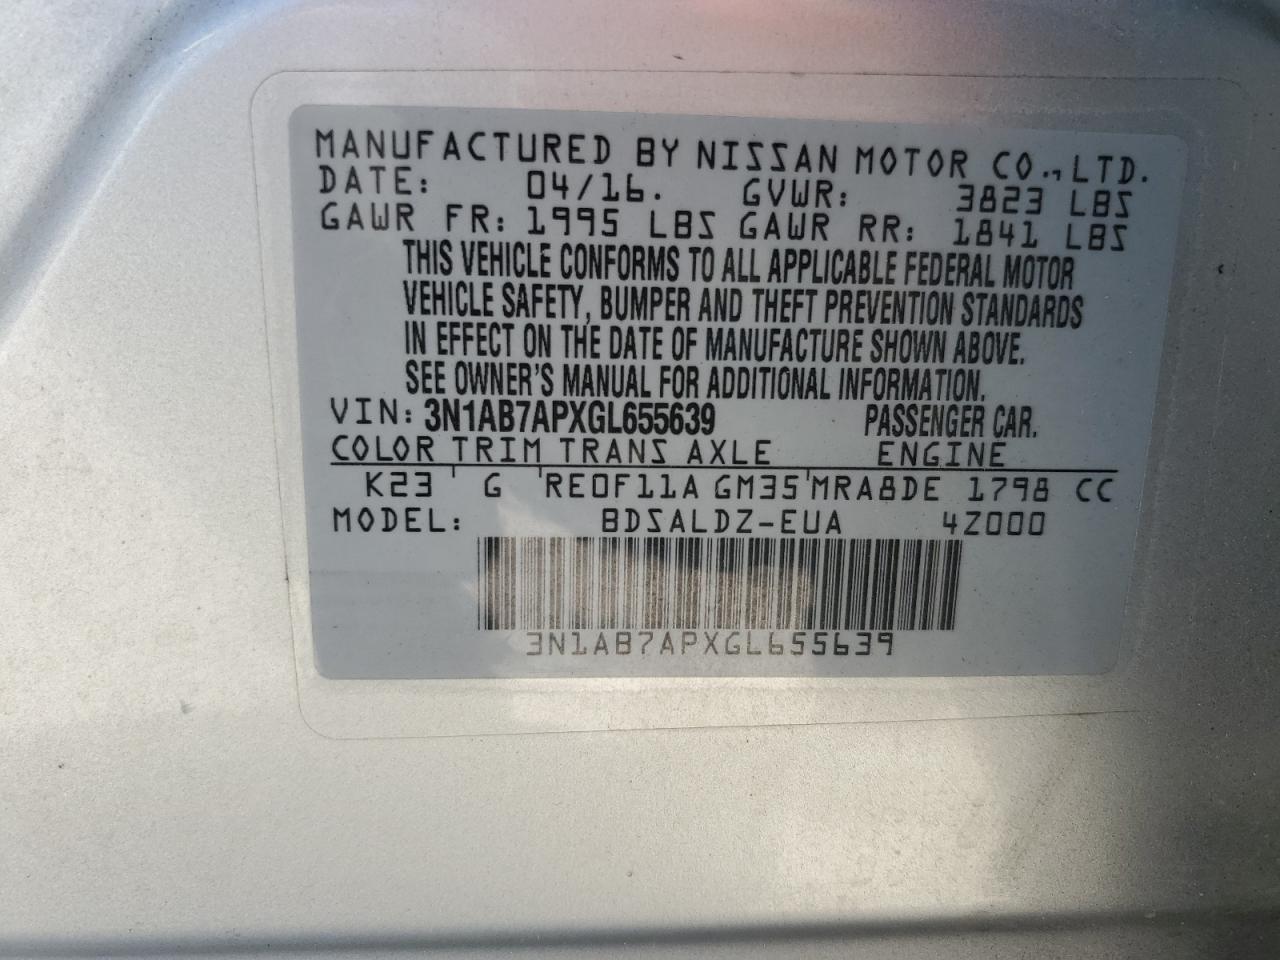 MANUFACTURED BY NISSAN MOTOR CO., LTD.
DATE: 04/16. GVWR: 3823 LBS
GAWR FR: 1995 LBS GAWR RR: 1841 LBS
THIS VEHICLE CONFORMS TO ALL APPLICABLE FEDERAL MOTOR
VEHICLE SAFETY, BUMPER AND THEFT PREVENTION STANDARDS
IN EFFECT ON THE DATE OF MANUFACTURE SHOWN ABOVE.
SEE OWNER'S MANUAL FOR ADDITIONAL INFORMATION.
VIN: 3N1AB7APXGL655639 PASSENGER CAR.
COLOR TRIM TRANS AXLE ENGINE
K23 G RE0F11A GM35 MRA8DE 1798 CC
MODEL: BDSALDZ-EUA 4Z000
3N1AB7APXGL655639